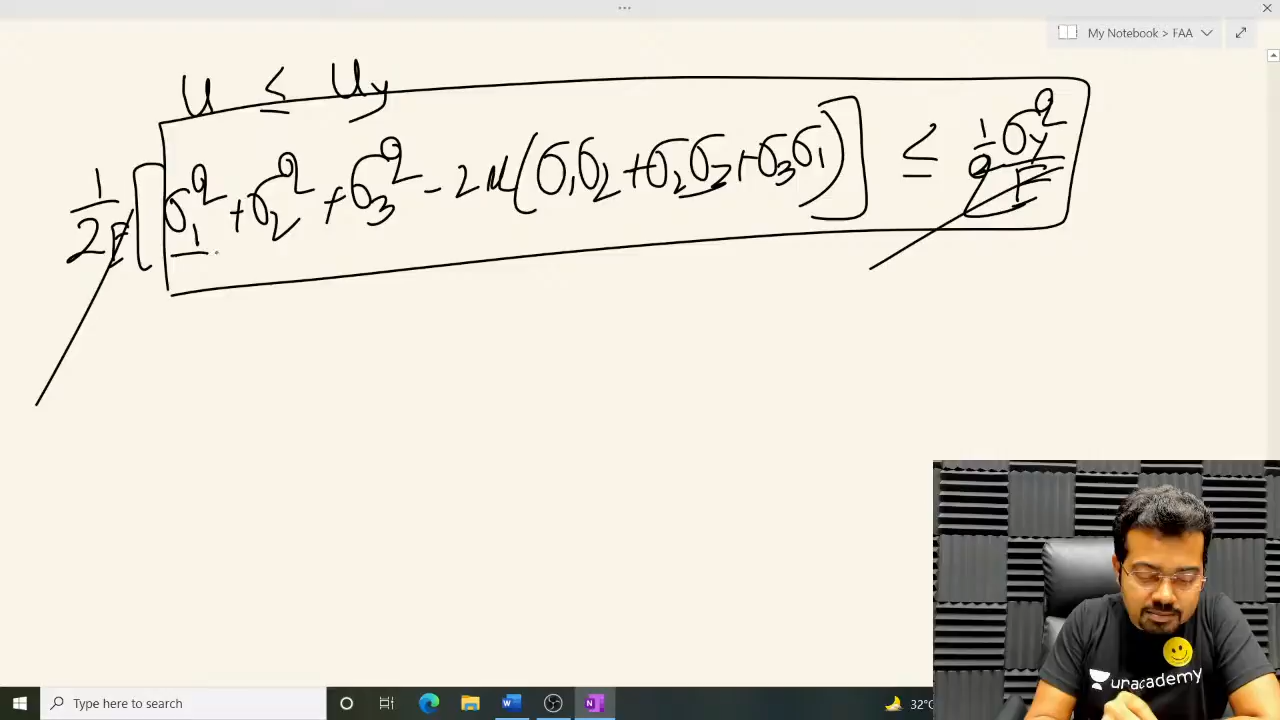 My Notebook > FAA
u ≤ uy
1/2E [σ1² + σ2² + σ3² - 2μ(σ1σ2 + σ2σ3 + σ3σ1)] ≤ 1/2 σy²/E
uracademy
Type here to search
32°C